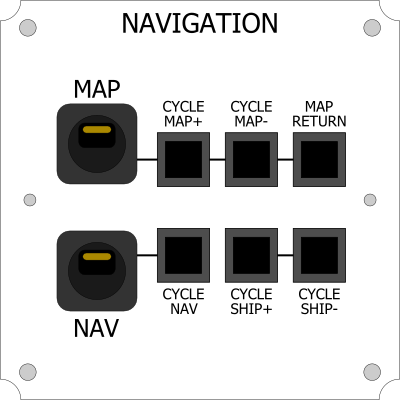 NAVIGATION
MAP
CYCLE MAP+
CYCLE MAP-
MAP RETURN
NAV
CYCLE NAV
CYCLE SHIP+
CYCLE SHIP-